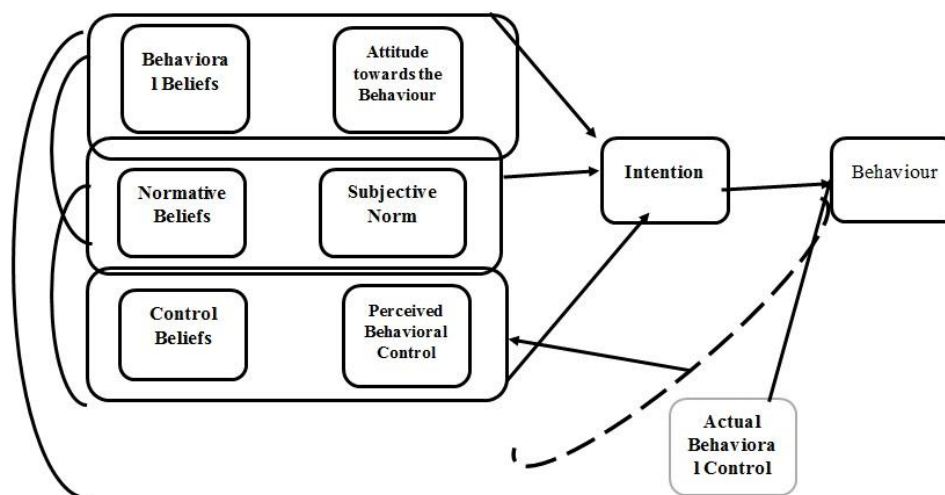 Behaviora
l Beliefs
Attitude
towards the
Behaviour
Normative
Beliefs
Subjective
Norm
Control
Beliefs
Perceived
Behavioral
Control
Intention
Behaviour
Actual
Behaviora
l Control